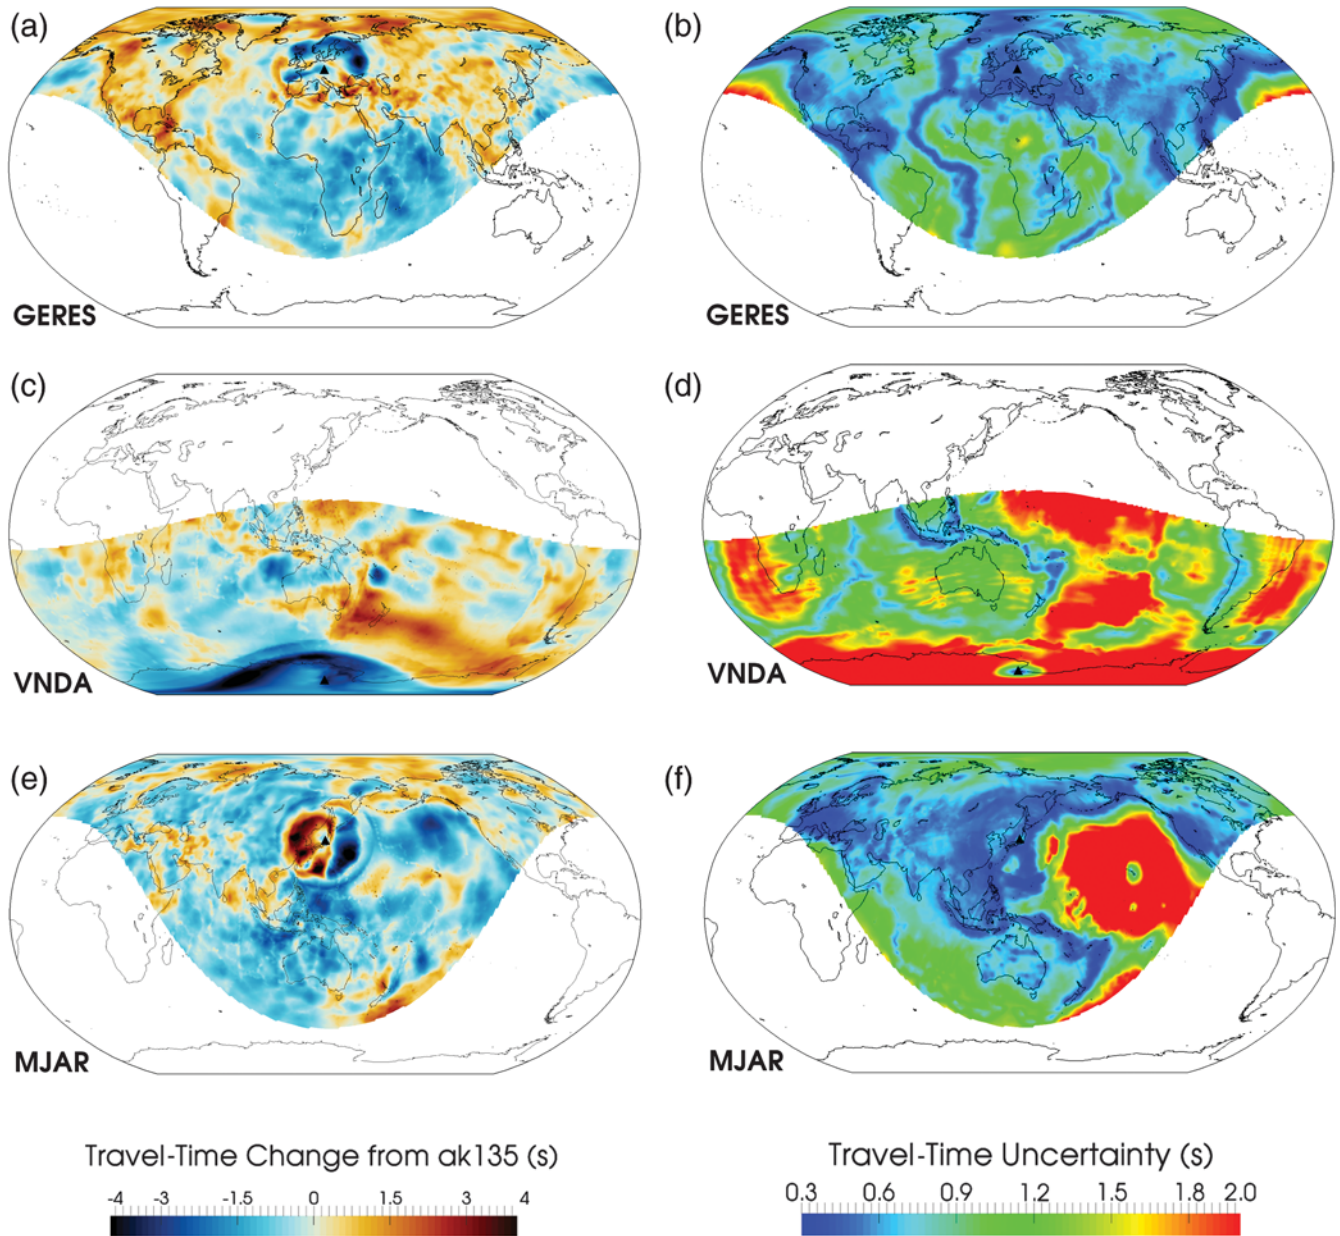 (a)
(b)
GERES
GERES
(c)
(d)
VNDA
VNDA
(e)
(f)
MJAR
MJAR
Travel-Time Change from ak135 (s)
-4 -3 -1.5 0 1.5 3 4
Travel-Time Uncertainty (s)
0.3 0.6 0.9 1.2 1.5 1.8 2.0